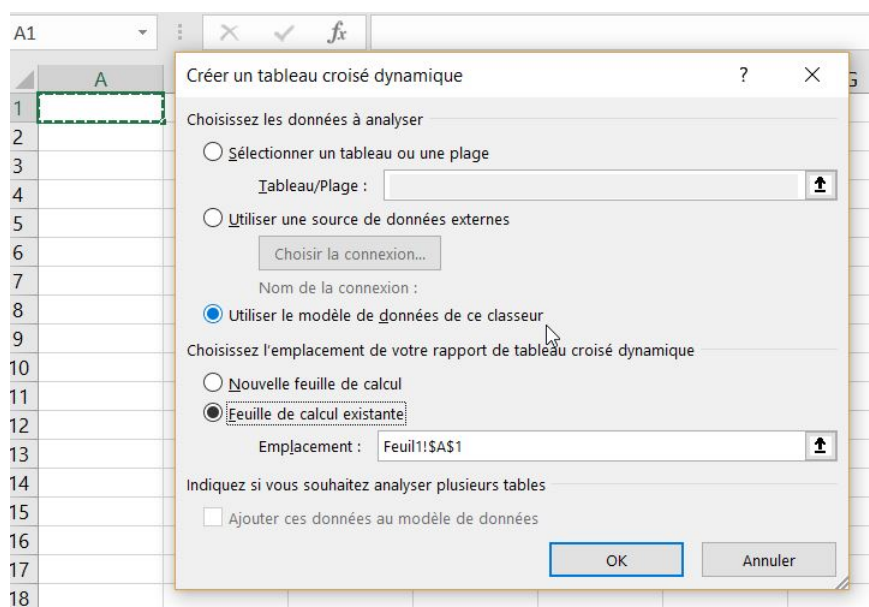 A1 fx
A G
Créer un tableau croisé dynamique ?
1
Choisissez les données à analyser
2
Sélectionner un tableau ou une plage
3
Tableau/Plage :
4
Utiliser une source de données externes
5
Choisir la connexion...
6
Nom de la connexion :
7
Utiliser le modèle de données de ce classeur
8
9
Choisissez l'emplacement de votre rapport de tableau croisé dynamique
10
Nouvelle feuille de calcul
11
Feuille de calcul existante
12
Emplacement : Feuil1!$A$1
13
14
Indiquez si vous souhaitez analyser plusieurs tables
15
Ajouter ces données au modèle de données
16
OK Annuler
17
18